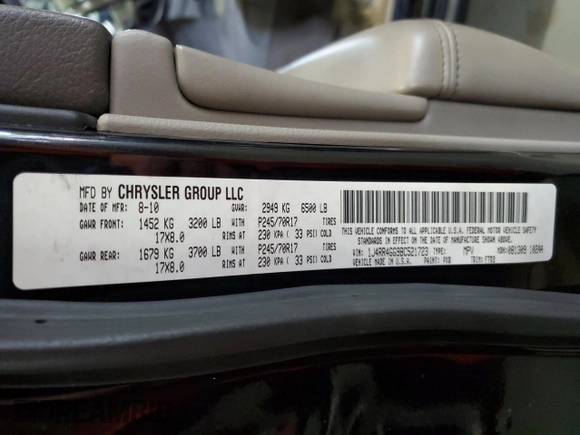 MFD BY CHRYSLER GROUP LLC
DATE OF MFR: 8-10 GVWR: 2949 KG 6500 LB
GAWR FRONT: 1452 KG 3200 LB WITH P245/70R17 TIRES
17X8.0 RIMS AT 230 KPA ( 33 PSI) COLD
GAWR REAR: 1679 KG 3700 LB WITH P245/70R17 TIRES
17X8.0 RIMS AT 230 KPA ( 33 PSI) COLD
THIS VEHICLE CONFORMS TO ALL APPLICABLE U.S.A. FEDERAL MOTOR VEHICLE SAFETY
STANDARDS IN EFFECT ON THE DATE OF MANUFACTURE SHOWN ABOVE
VIN: TYPE: MPV MDH:
VEHICLE MADE IN U.S.A. PAINT: TRIM: